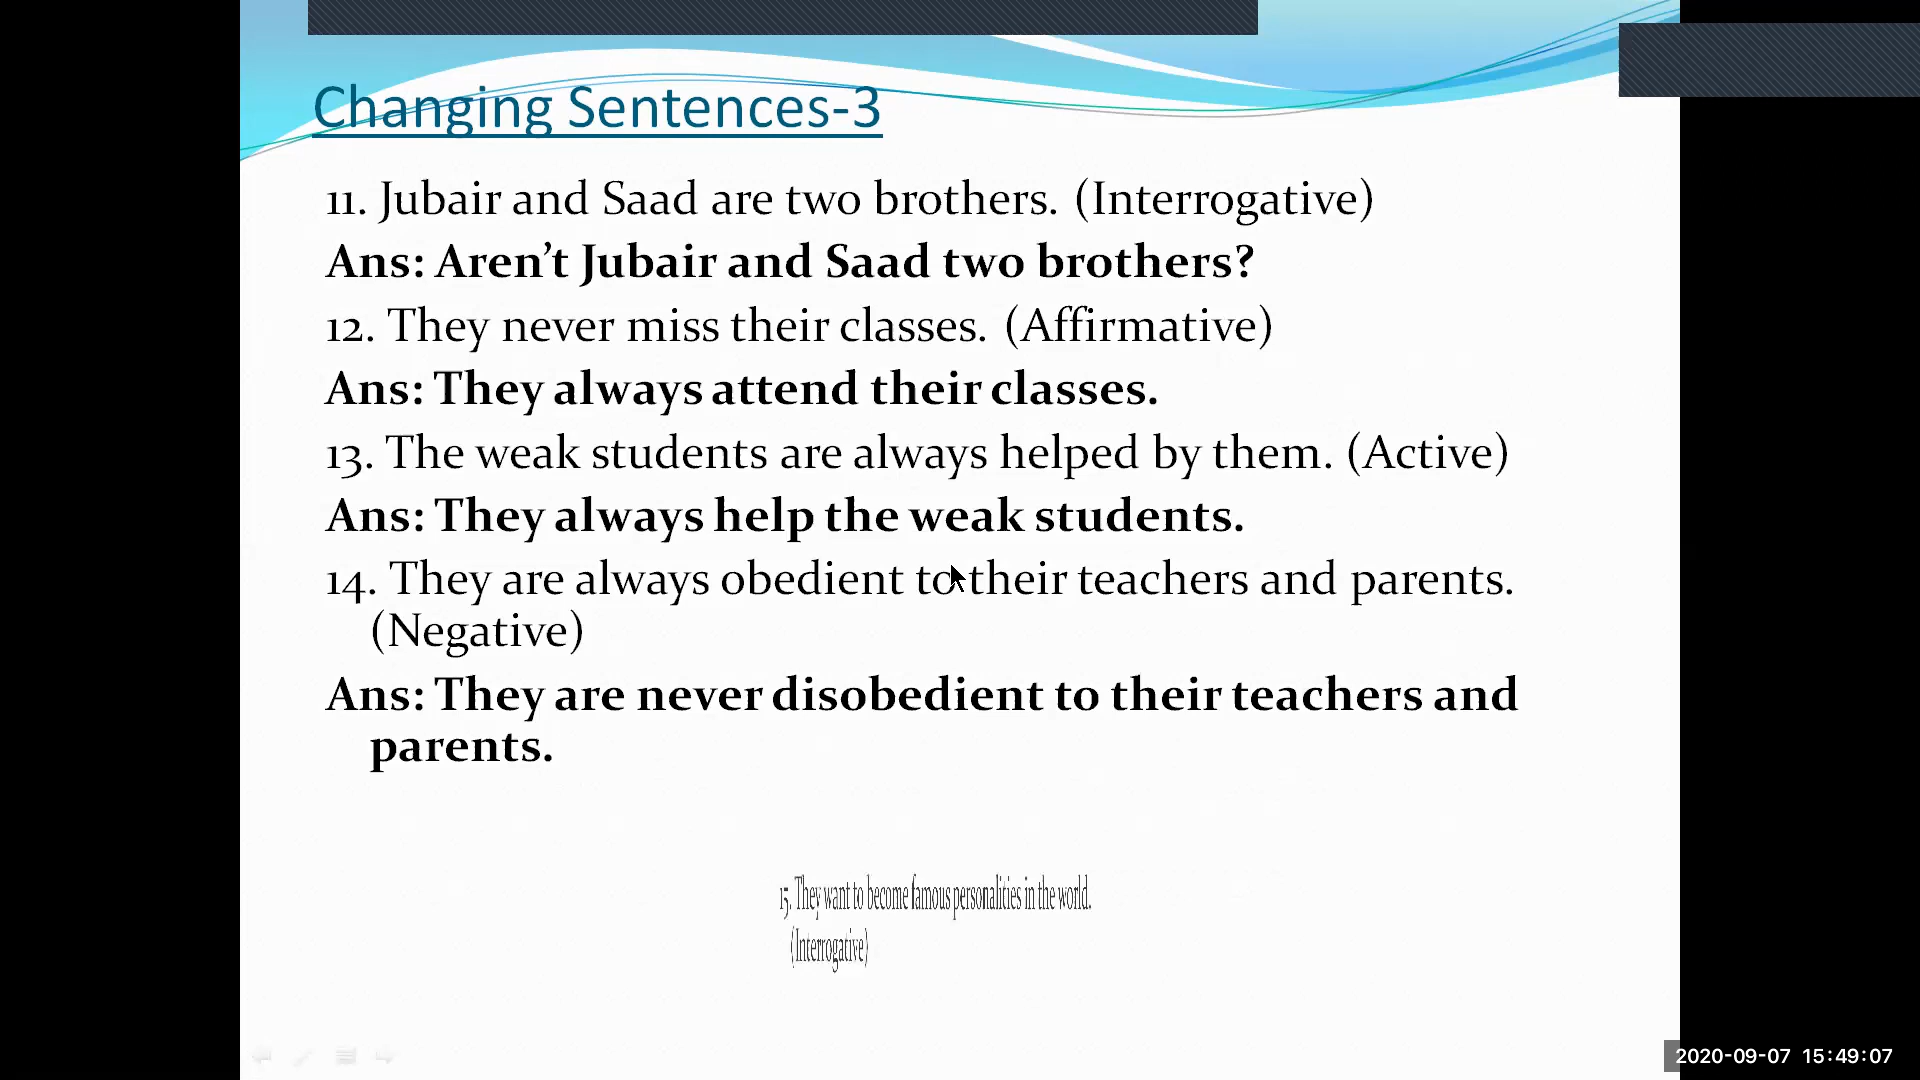 Changing Sentences-3
11. Jubair and Saad are two brothers. (Interrogative)
Ans: Aren’t Jubair and Saad two brothers?
12. They never miss their classes. (Affirmative)
Ans: They always attend their classes.
13. The weak students are always helped by them. (Active)
Ans: They always help the weak students.
14. They are always obedient to their teachers and parents.
(Negative)
Ans: They are never disobedient to their teachers and
parents.
15. They want to become famous personalities in the world.
(Interrogative)
2020-09-07 15:49:07